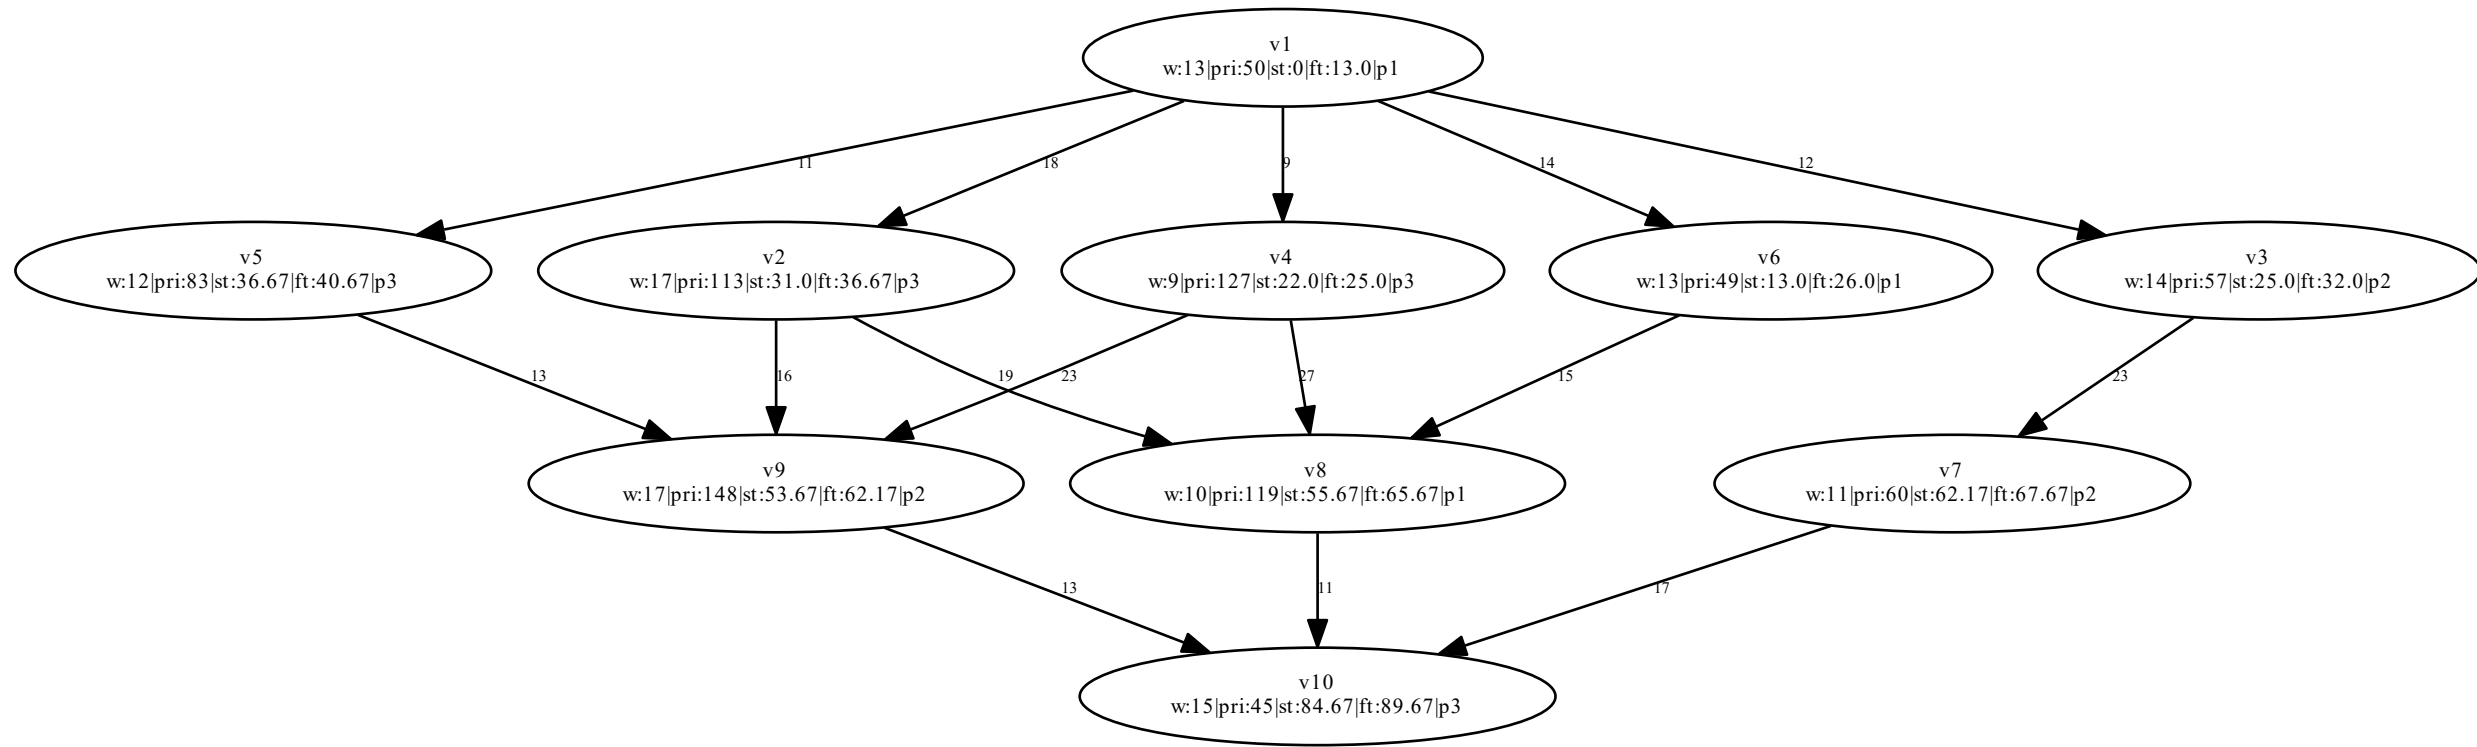 v1
w:13|pri:50|st:0|ft:13.0|p1
11
18
9
14
12
v5
w:12|pri:83|st:36.67|ft:40.67|p3
v2
w:17|pri:113|st:31.0|ft:36.67|p3
v4
w:9|pri:127|st:22.0|ft:25.0|p3
v6
w:13|pri:49|st:13.0|ft:26.0|p1
v3
w:14|pri:57|st:25.0|ft:32.0|p2
13
16
19
23
27
15
23
v9
w:17|pri:148|st:53.67|ft:62.17|p2
v8
w:10|pri:119|st:55.67|ft:65.67|p1
v7
w:11|pri:60|st:62.17|ft:67.67|p2
13
11
17
v10
w:15|pri:45|st:84.67|ft:89.67|p3